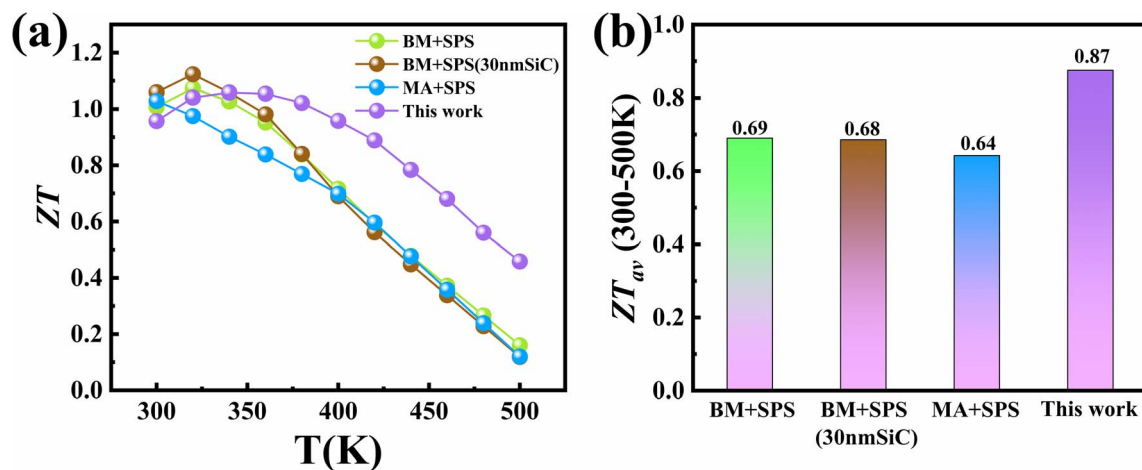 (a)
ZT
1.2
1.0
0.8
0.6
0.4
0.2
0.0
BM+SPS
BM+SPS(30nmSiC)
MA+SPS
This work
300
350
400
450
500
T(K)
(b)
ZTav (300-500K)
1.0
0.8
0.6
0.4
0.2
0.0
0.69
0.68
0.64
0.87
BM+SPS
BM+SPS
(30nmSiC)
MA+SPS
This work